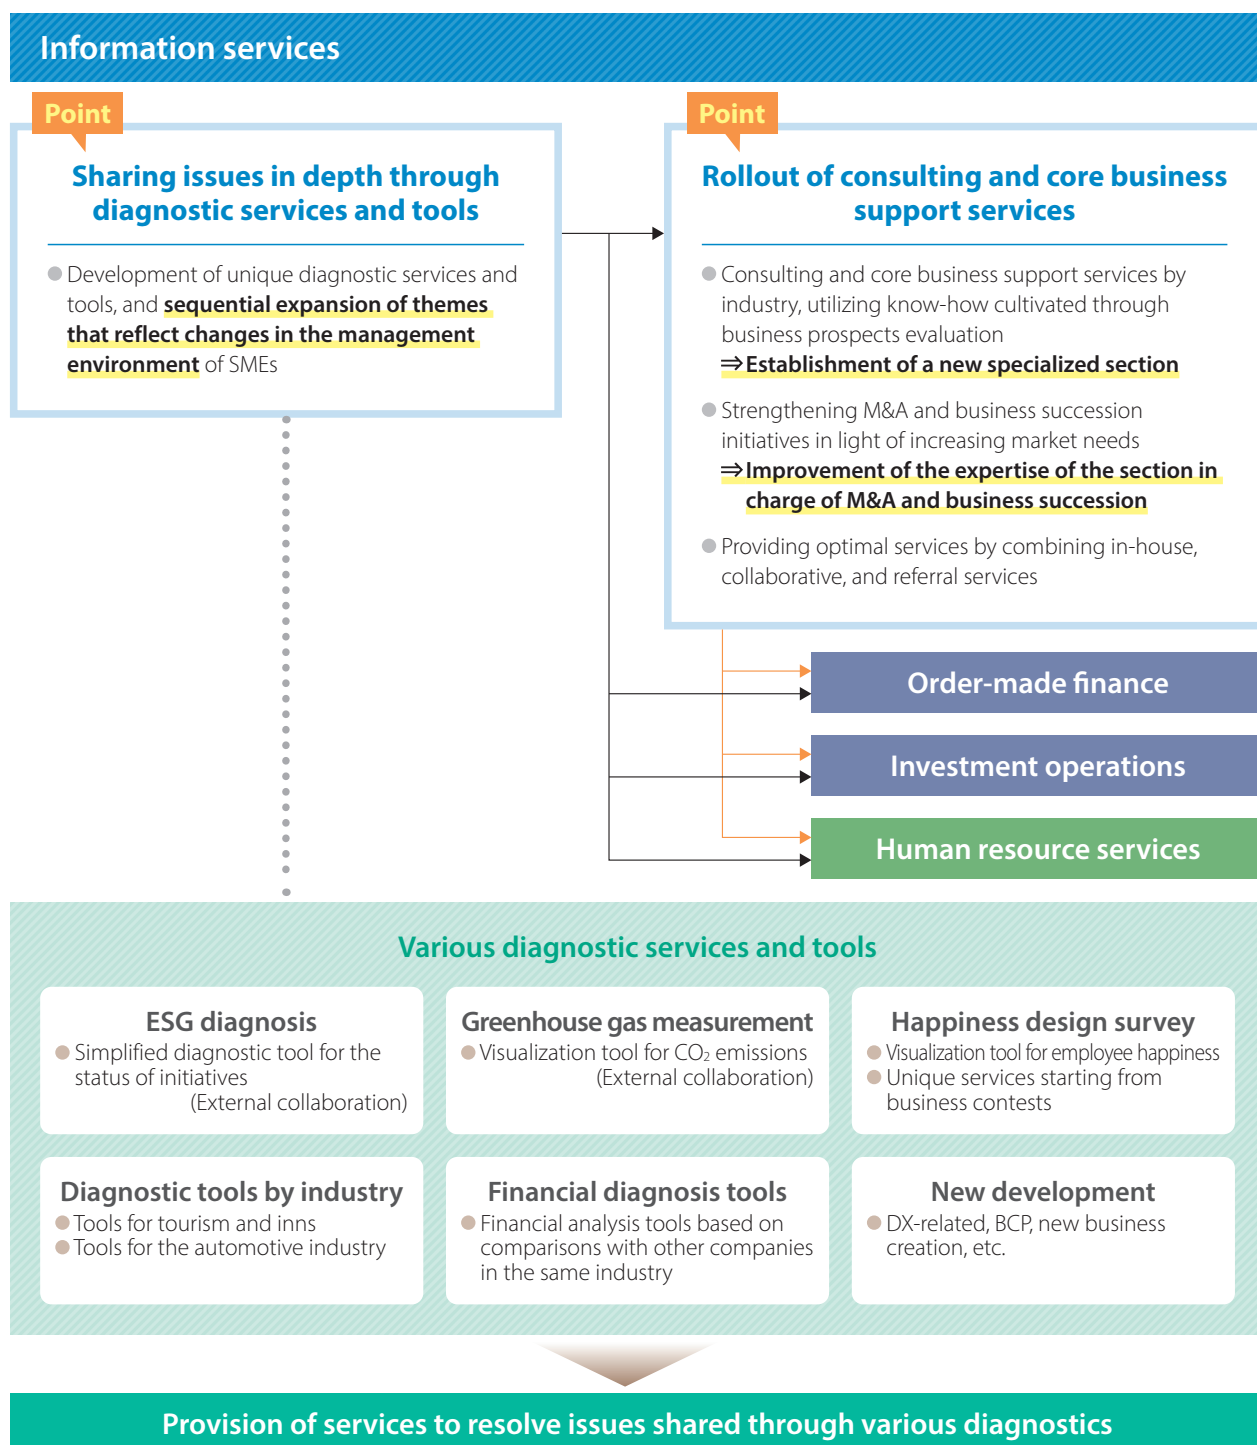 Information services
Point
Sharing issues in depth through
diagnostic services and tools
● Development of unique diagnostic services and
tools, and sequential expansion of themes
that reflect changes in the management
environment of SMEs
Point
Rollout of consulting and core business
support services
● Consulting and core business support services by
industry, utilizing know-how cultivated through
business prospects evaluation
⇒Establishment of a new specialized section
● Strengthening M&A and business succession
initiatives in light of increasing market needs
⇒Improvement of the expertise of the section in
charge of M&A and business succession
● Providing optimal services by combining in-house,
collaborative, and referral services
Order-made finance
Investment operations
Human resource services
Various diagnostic services and tools
ESG diagnosis
● Simplified diagnostic tool for the
status of initiatives
(External collaboration)
Greenhouse gas measurement
● Visualization tool for CO₂ emissions
(External collaboration)
Happiness design survey
● Visualization tool for employee happiness
● Unique services starting from
business contests
Diagnostic tools by industry
● Tools for tourism and inns
● Tools for the automotive industry
Financial diagnosis tools
● Financial analysis tools based on
comparisons with other companies
in the same industry
New development
● DX-related, BCP, new business
creation, etc.
Provision of services to resolve issues shared through various diagnostics